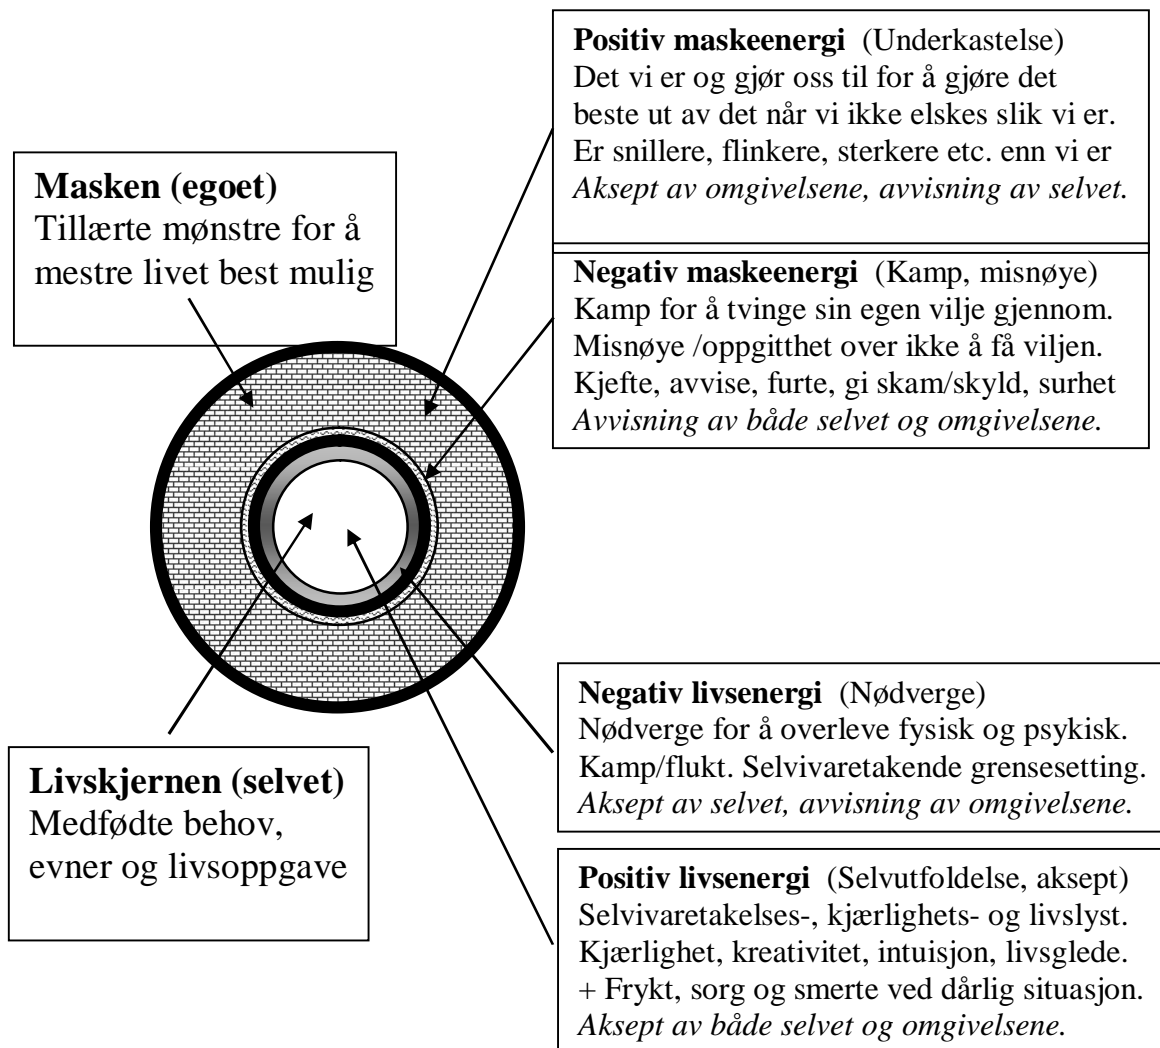 Positiv maskeenergi (Underkastelse)
Det vi er og gjør oss til for å gjøre det
beste ut av det når vi ikke elskes slik vi er.
Er snillere, flinkere, sterkere etc. enn vi er
Aksept av omgivelsene, avvisning av selvet.
Masken (egoet)
Tillærte mønstre for å
mestre livet best mulig
Negativ maskeenergi (Kamp, misnøye)
Kamp for å tvinge sin egen vilje gjennom.
Misnøye /oppgitthet over ikke å få viljen.
Kjefte, avvise, furte, gi skam/skyld, surhet
Avvisning av både selvet og omgivelsene.
Negativ livsenergi (Nødverge)
Nødverge for å overleve fysisk og psykisk.
Kamp/flukt. Selvivaretakende grensesetting.
Aksept av selvet, avvisning av omgivelsene.
Livskjernen (selvet)
Medfødte behov,
evner og livsoppgave
Positiv livsenergi (Selvutfoldelse, aksept)
Selvivaretakelses-, kjærlighets- og livslyst.
Kjærlighet, kreativitet, intuisjon, livsglede.
+ Frykt, sorg og smerte ved dårlig situasjon.
Aksept av både selvet og omgivelsene.